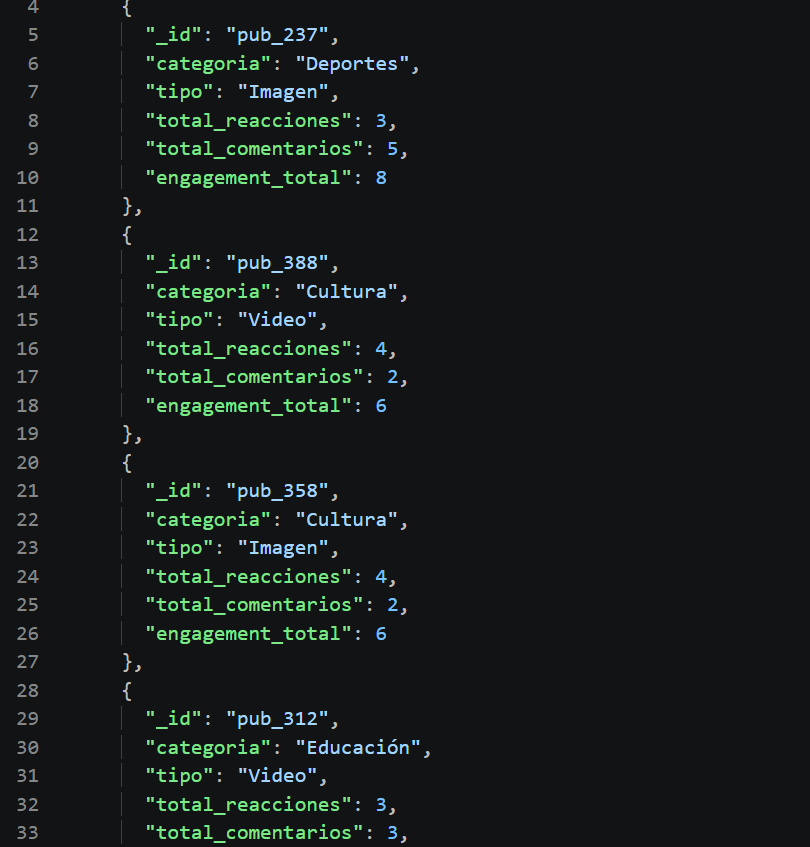 4 {
5 "_id": "pub_237",
6 "categoria": "Deportes",
7 "tipo": "Imagen",
8 "total_reacciones": 3,
9 "total_comentarios": 5,
10 "engagement_total": 8
11 },
12 {
13 "_id": "pub_388",
14 "categoria": "Cultura",
15 "tipo": "Video",
16 "total_reacciones": 4,
17 "total_comentarios": 2,
18 "engagement_total": 6
19 },
20 {
21 "_id": "pub_358",
22 "categoria": "Cultura",
23 "tipo": "Imagen",
24 "total_reacciones": 4,
25 "total_comentarios": 2,
26 "engagement_total": 6
27 },
28 {
29 "_id": "pub_312",
30 "categoria": "Educación",
31 "tipo": "Video",
32 "total_reacciones": 3,
33 "total_comentarios": 3,